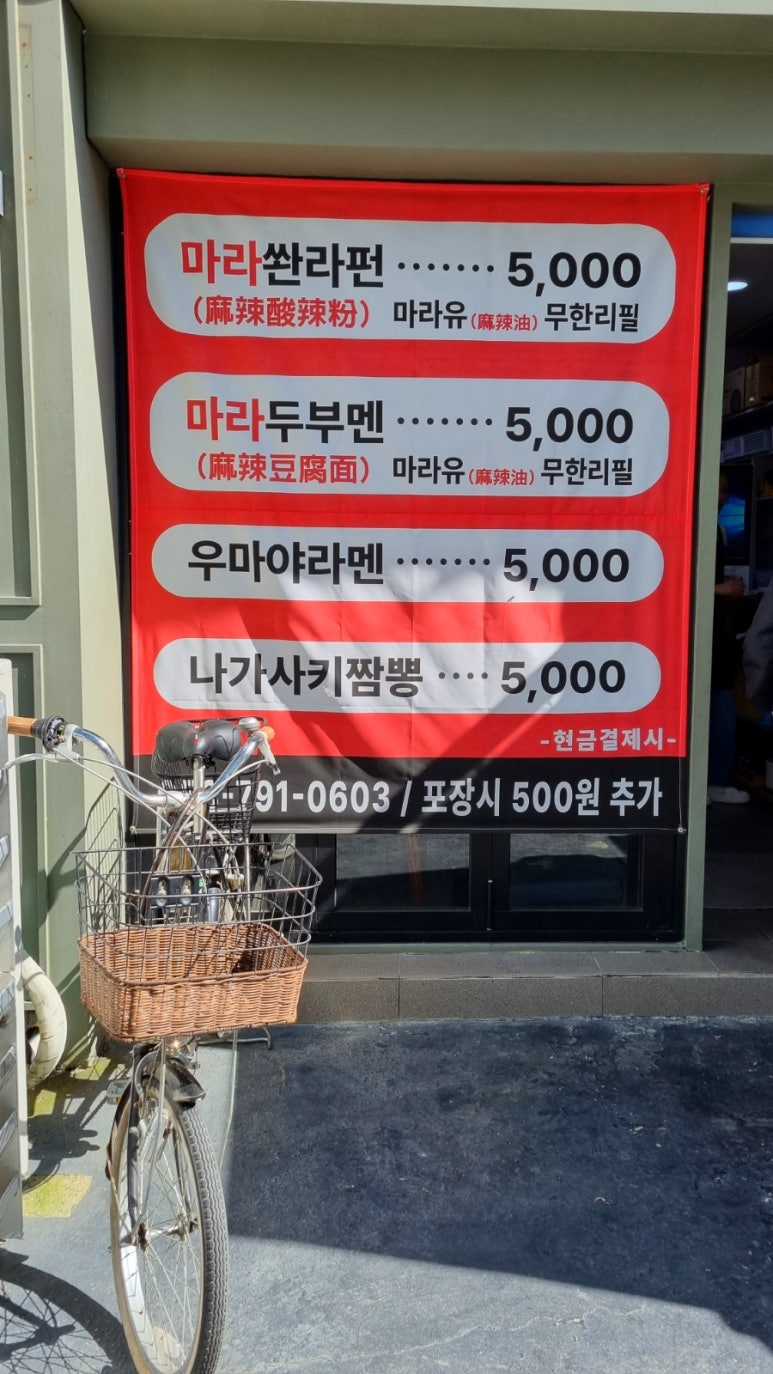 마라쏸라펀 ······· 5,000
(麻辣酸辣粉) 마라유(麻辣油) 무한리필
마라두부멘 ······· 5,000
(麻辣豆腐面) 마라유(麻辣油) 무한리필
우마야라멘 ······· 5,000
나가사키짬뽕 ···· 5,000
-현금결제시-
791-0603 / 포장시 500원 추가